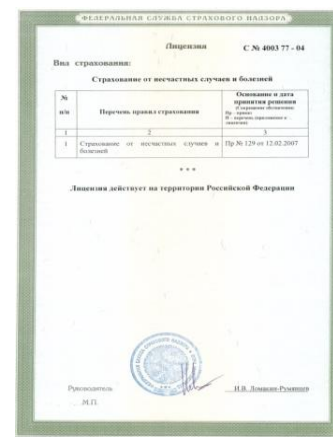 ФЕДЕРАЛЬНАЯ СЛУЖБА СТРАХОВОГО НАДЗОРА
Лицензия
С № 4003 77 - 04
Вид страхования:
Страхование от несчастных случаев и болезней
№ п/п
Перечень правил страхования
Основание и дата
принятия решения
1
2
3
1
Страхование от несчастных случаев и
болезней
Пр № 129 от 12.02.2007
* * *
Лицензия действует на территории Российской Федерации
Руководитель
И.В. Ломакин-Румянцев
М.П.